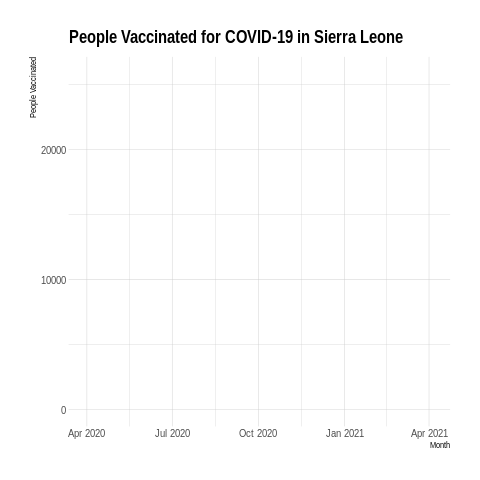 People Vaccinated for COVID-19 in Sierra Leone
People Vaccinated
20000
10000
0
Apr 2020 Jul 2020 Oct 2020 Jan 2021 Apr 2021
Month